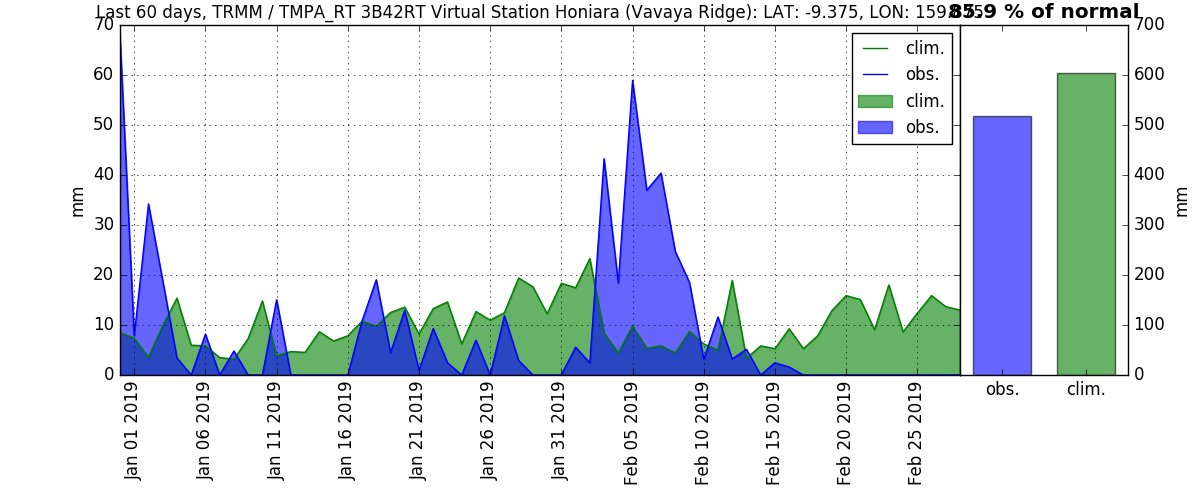 Last 60 days, TRMM / TMPA_RT 3B42RT Virtual Station Honiara (Vavaya Ridge): LAT: -9.375, LON: 159.875
85.9 % of normal
70
60
50
40
30
20
10
0
mm
clim.
obs.
clim.
obs.
700
600
500
400
300
200
100
0
mm
Jan 01 2019
Jan 06 2019
Jan 11 2019
Jan 16 2019
Jan 21 2019
Jan 26 2019
Jan 31 2019
Feb 05 2019
Feb 10 2019
Feb 15 2019
Feb 20 2019
Feb 25 2019
obs.
clim.